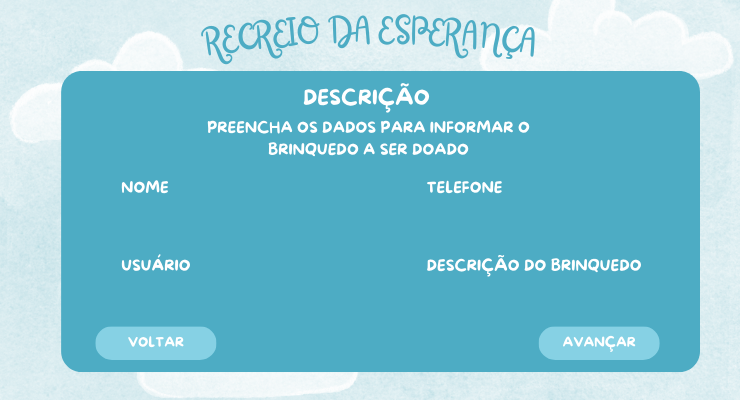 RECREIO DA ESPERANÇA
DESCRIÇÃO
PREENCHA OS DADOS PARA INFORMAR O
BRINQUEDO A SER DOADO
NOME
TELEFONE
USUÁRIO
DESCRIÇÃO DO BRINQUEDO
VOLTAR
AVANÇAR